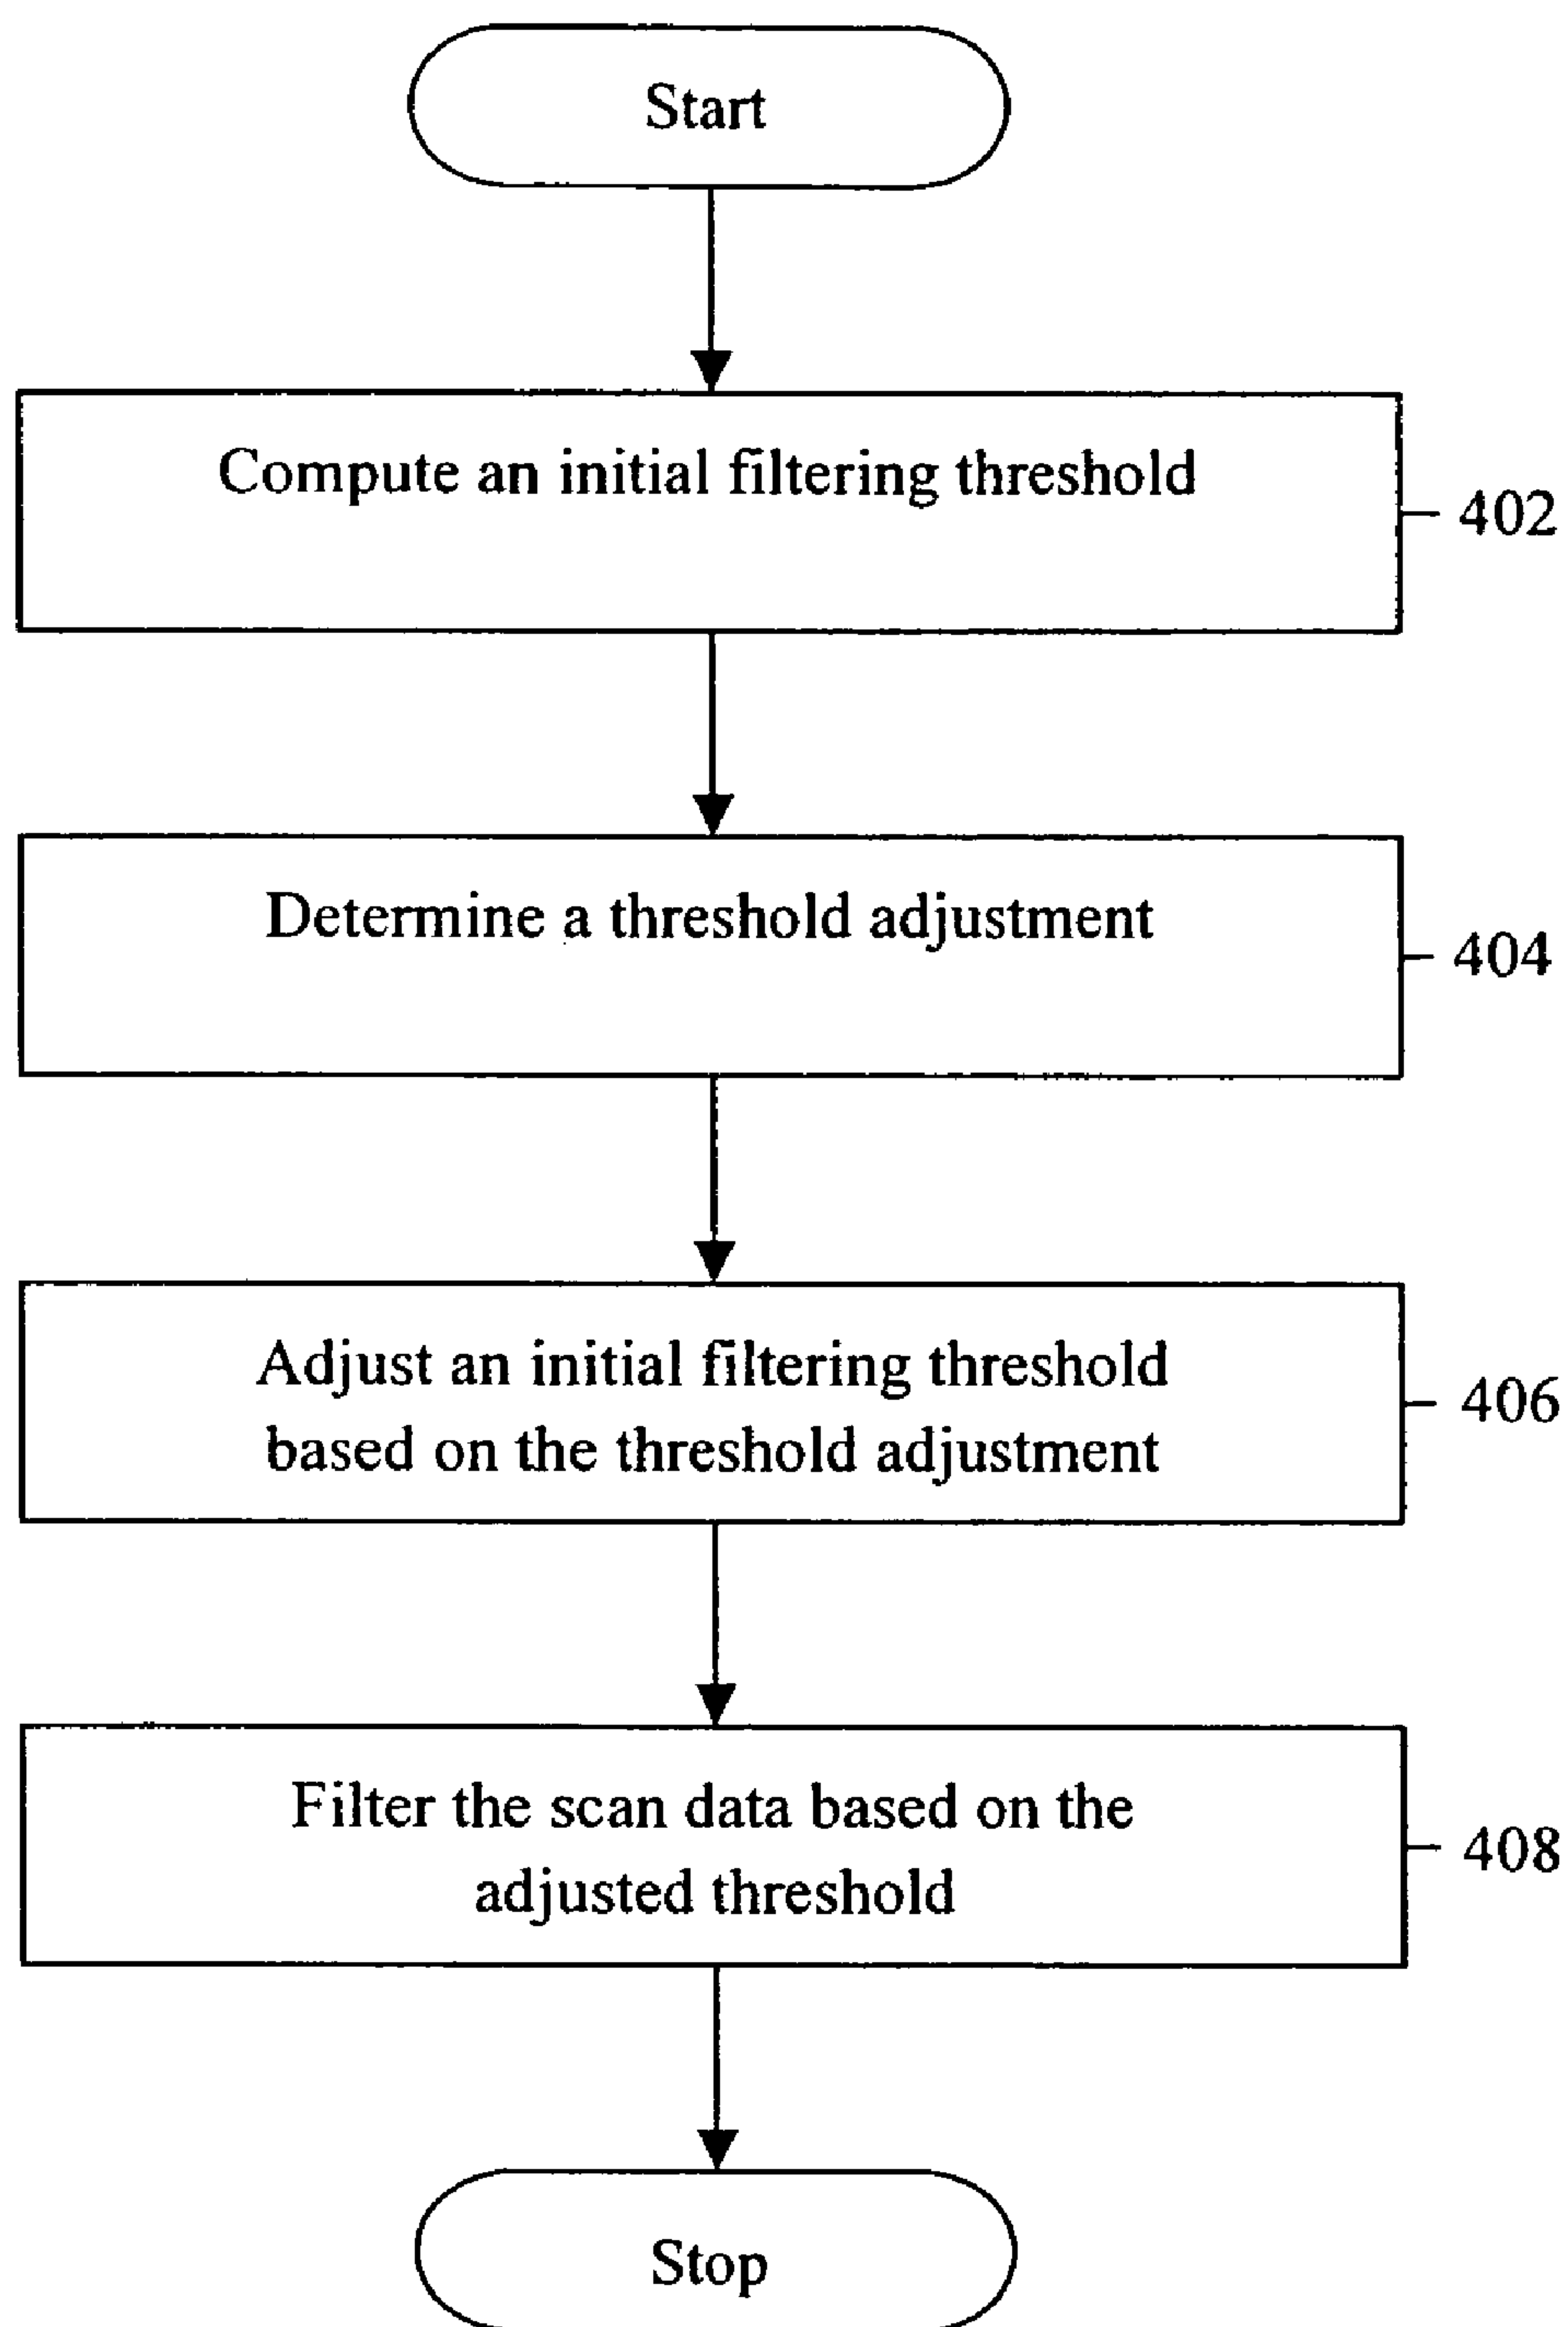 Start
Compute an initial filtering threshold
402
Determine a threshold adjustment
404
Adjust an initial filtering threshold
based on the threshold adjustment
406
Filter the scan data based on the
adjusted threshold
408
Stop